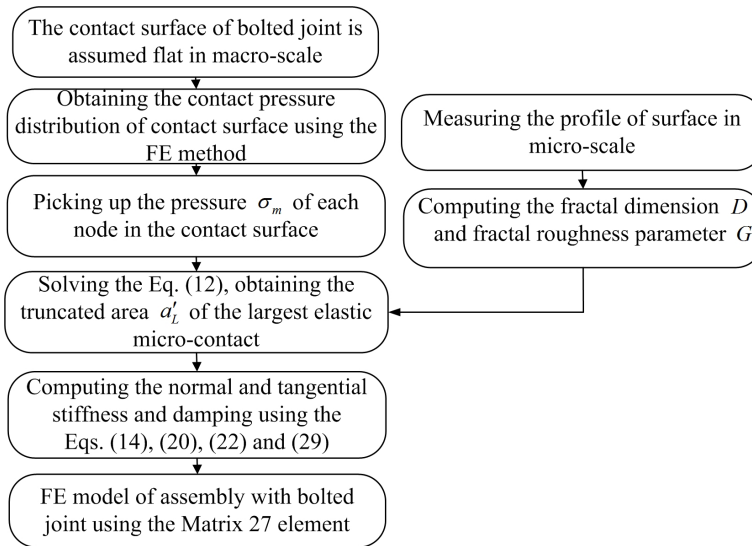 The contact surface of bolted joint is
assumed flat in macro-scale
Obtaining the contact pressure
distribution of contact surface using the
FE method
Picking up the pressure σₘ of each
node in the contact surface
Measuring the profile of surface in
micro-scale
Computing the fractal dimension D
and fractal roughness parameter G
Solving the Eq. (12), obtaining the
truncated area a′_L of the largest elastic
micro-contact
Computing the normal and tangential
stiffness and damping using the
Eqs. (14), (20), (22) and (29)
FE model of assembly with bolted
joint using the Matrix 27 element